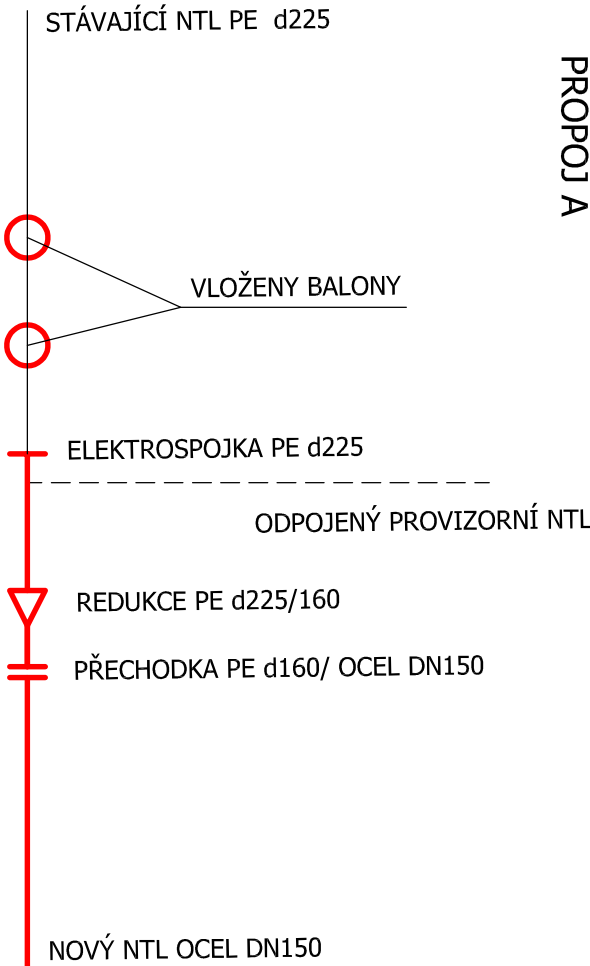 STÁVAJÍCÍ NTL PE d225
PROPOJ A
VLOŽENY BALONY
ELEKTROSPOJKA PE d225
ODPOJENÝ PROVIZORNÍ NTL
REDUKCE PE d225/160
PŘECHODKA PE d160/ OCEL DN150
NOVÝ NTL OCEL DN150